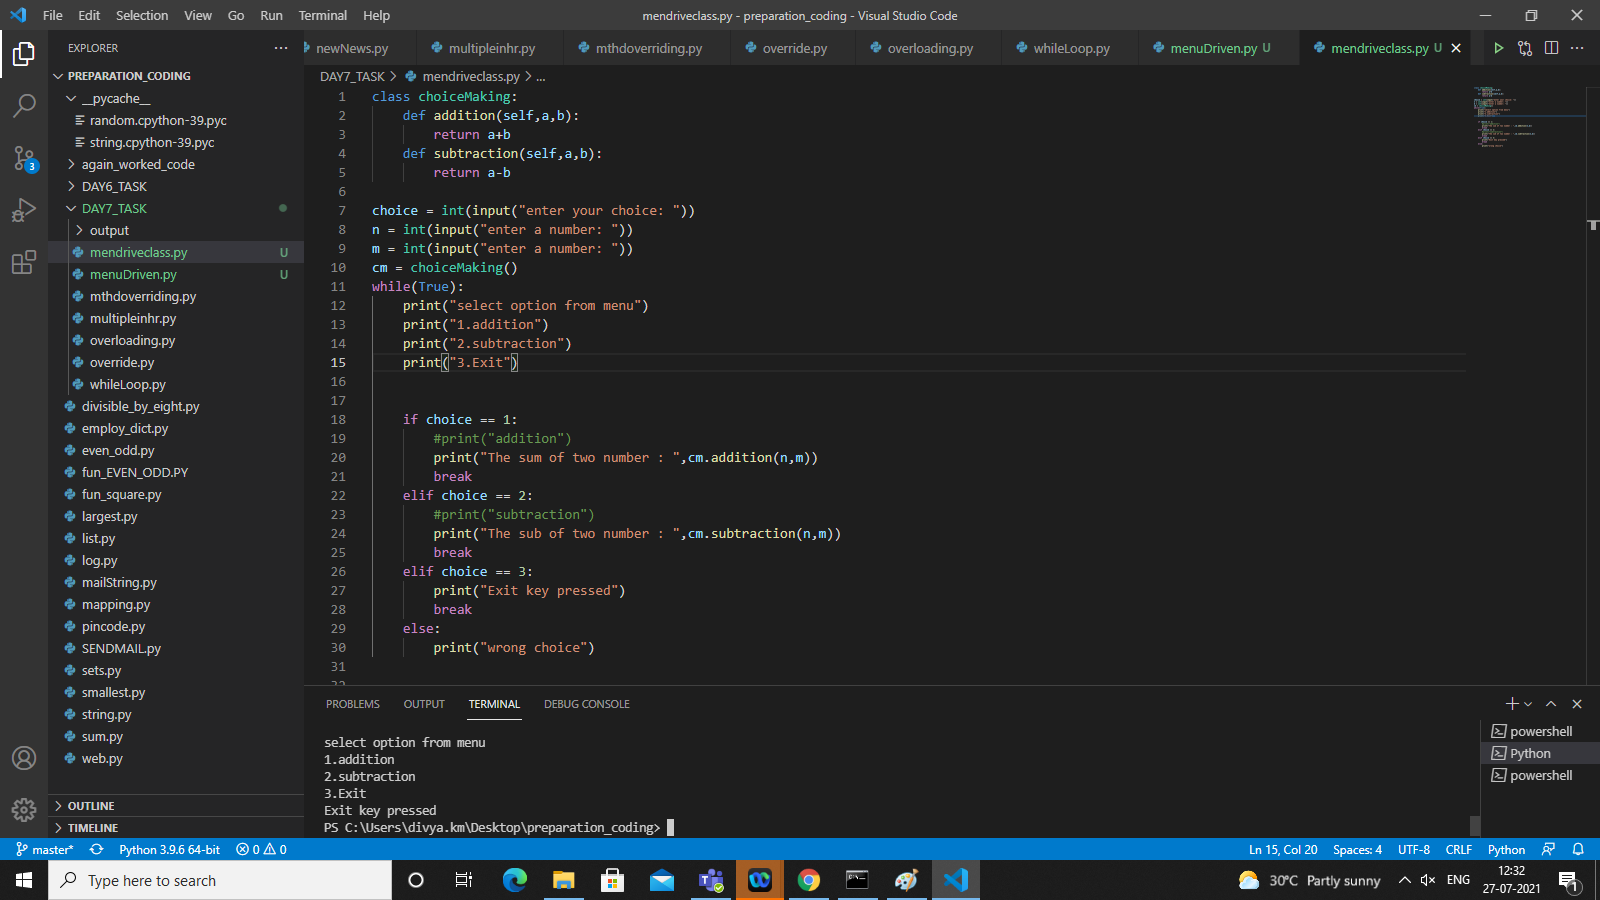 File Edit Selection View Go Run Terminal Help
mendriveclass.py - preparation_coding - Visual Studio Code
EXPLORER
newNews.py multipleinhr.py mthdoverriding.py override.py overloading.py whileLoop.py menuDriven.py U mendriveclass.py U
PREPARATION_CODING
__pycache__
random.cpython-39.pyc
string.cpython-39.pyc
again_worked_code
DAY6_TASK
DAY7_TASK
output
mendriveclass.py U
menuDriven.py U
mthdoverriding.py
multipleinhr.py
overloading.py
override.py
whileLoop.py
divisible_by_eight.py
employ_dict.py
even_odd.py
fun_EVEN_ODD.PY
fun_square.py
largest.py
list.py
log.py
mailString.py
mapping.py
pincode.py
SENDMAIL.py
sets.py
smallest.py
string.py
sum.py
web.py
OUTLINE
TIMELINE
3
DAY7_TASK > mendriveclass.py > ...
1 class choiceMaking:
2 def addition(self,a,b):
3 return a+b
4 def subtraction(self,a,b):
5 return a-b
6
7 choice = int(input("enter your choice: "))
8 n = int(input("enter a number: "))
9 m = int(input("enter a number: "))
10 cm = choiceMaking()
11 while(True):
12 print("select option from menu")
13 print("1.addition")
14 print("2.subtraction")
15 print("3.Exit")
16
17
18 if choice == 1:
19 #print("addition")
20 print("The sum of two number : ",cm.addition(n,m))
21 break
22 elif choice == 2:
23 #print("subtraction")
24 print("The sub of two number : ",cm.subtraction(n,m))
25 break
26 elif choice == 3:
27 print("Exit key pressed")
28 break
29 else:
30 print("wrong choice")
31
PROBLEMS OUTPUT TERMINAL DEBUG CONSOLE
select option from menu
1.addition
2.subtraction
3.Exit
Exit key pressed
PS C:\Users\divya.km\Desktop\preparation_coding>
powershell
Python
powershell
master* Python 3.9.6 64-bit 0 0 Ln 15, Col 20 Spaces: 4 UTF-8 CRLF Python
Type here to search
30°C Partly sunny ENG
12:32
27-07-2021
1